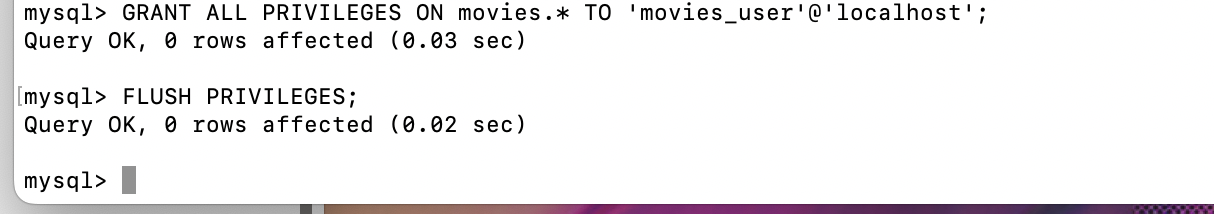 mysql> GRANT ALL PRIVILEGES ON movies.* TO 'movies_user'@'localhost';
Query OK, 0 rows affected (0.03 sec)
[mysql> FLUSH PRIVILEGES;
Query OK, 0 rows affected (0.02 sec)
mysql>